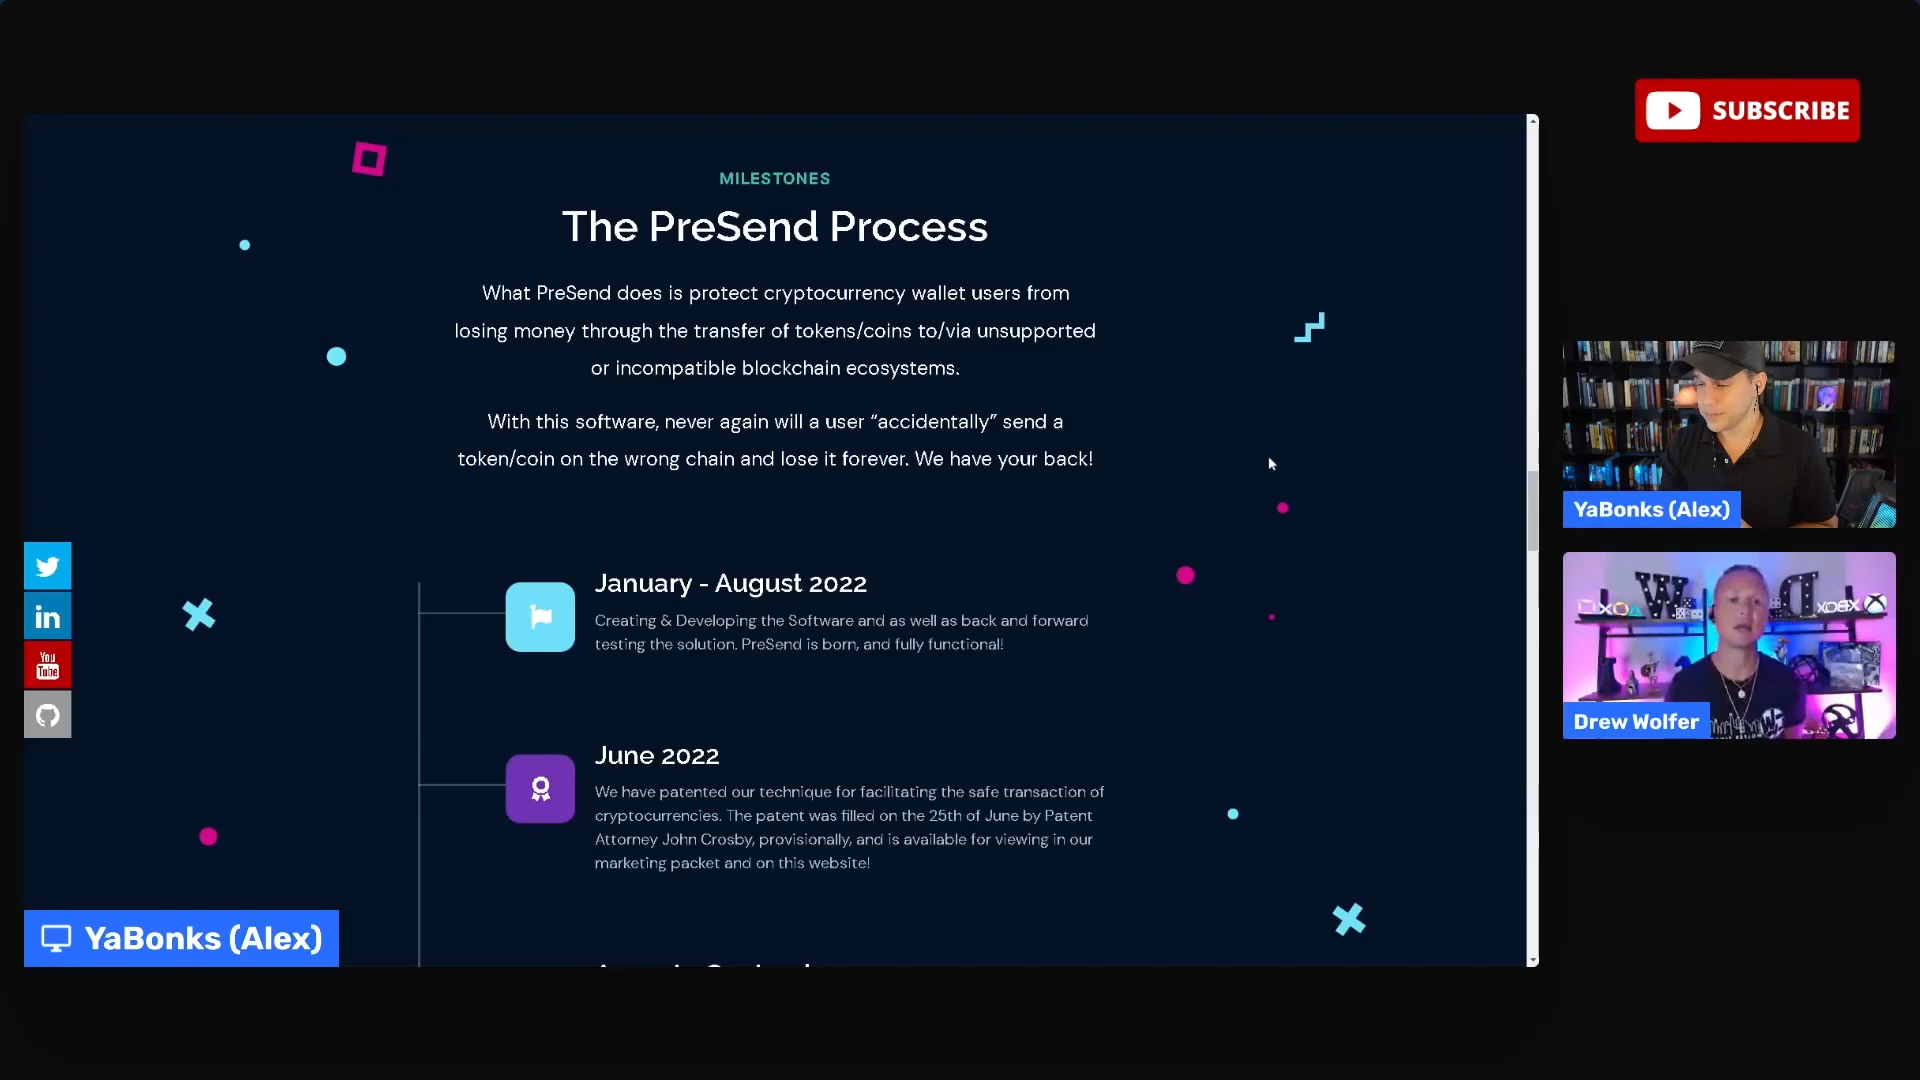 SUBSCRIBE
MILESTONES
The PreSend Process
What PreSend does is protect cryptocurrency wallet users from
losing money through the transfer of tokens/coins to/via unsupported
or incompatible blockchain ecosystems.
With this software, never again will a user “accidentally” send a
token/coin on the wrong chain and lose it forever. We have your back!
January - August 2022
Creating & Developing the Software and as well as back and forward
testing the solution. PreSend is born, and fully functional!
June 2022
We have patented our technique for facilitating the safe transaction of
cryptocurrencies. The patent was filled on the 25th of June by Patent
Attorney John Crosby, provisionally, and is available for viewing in our
marketing packet and on this website!
in
You
Tube
YaBonks (Alex)
YaBonks (Alex)
W D
XBOX
Drew Wolfer